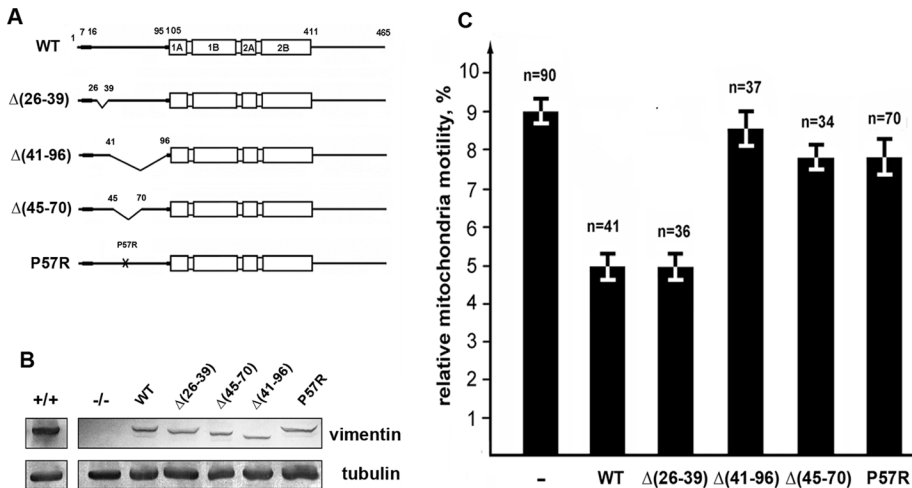 A
1 7 16 95 105 411 465
WT 1A 1B 2A 2B
26 39
Δ(26-39)
41 96
Δ(41-96)
45 70
Δ(45-70)
P57R
P57R
B
+/+ -/- WT Δ(26-39) Δ(45-70) Δ(41-96) P57R
vimentin
tubulin
C
relative mitochondria motility, %
10
9
8
7
6
5
4
3
2
1
n=90
n=41
n=36
n=37
n=34
n=70
– WT Δ(26-39) Δ(41-96) Δ(45-70) P57R